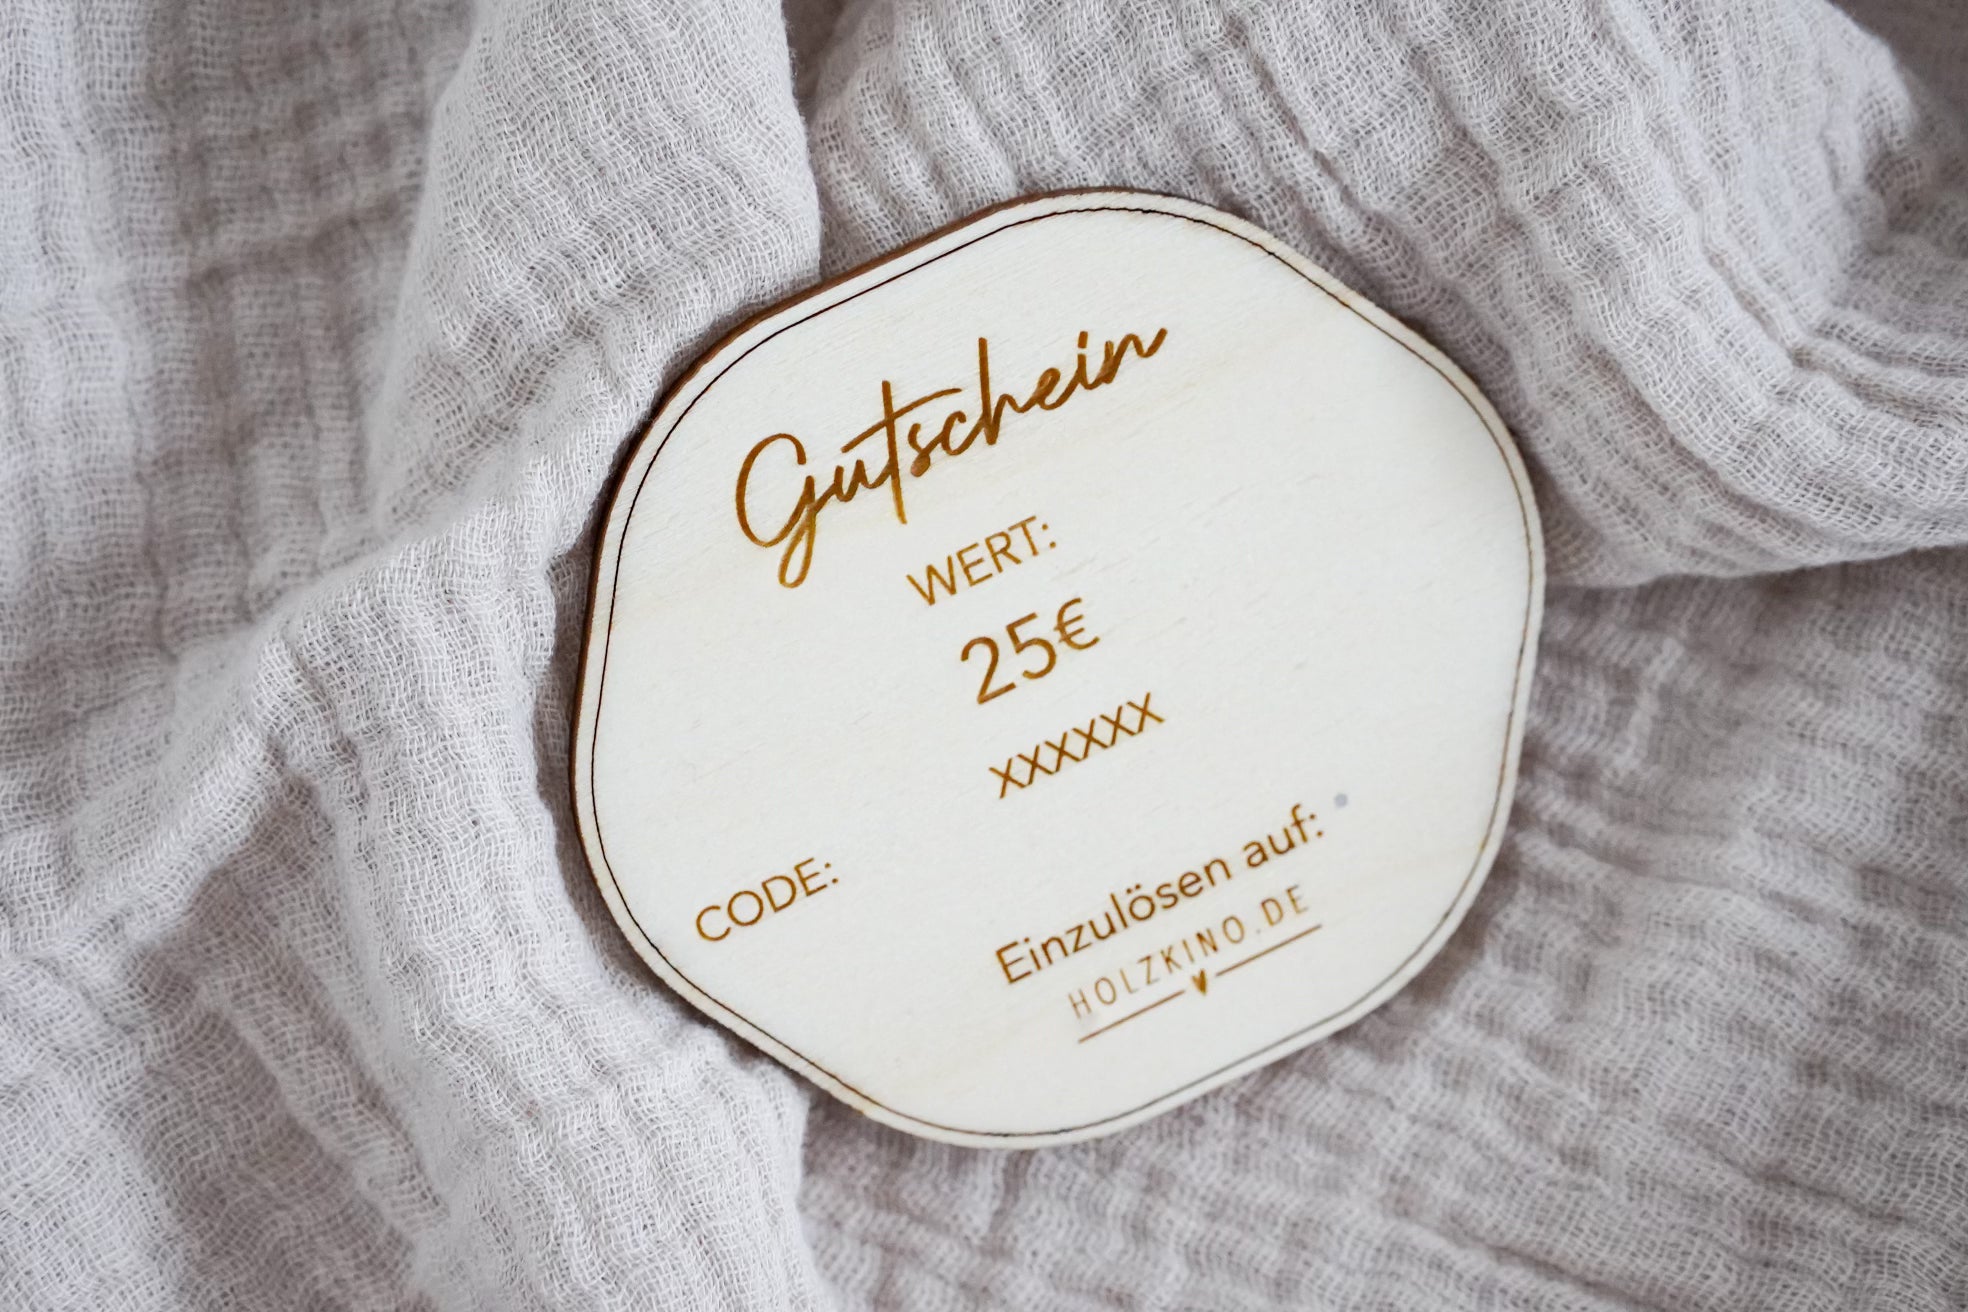 Gutschein
WERT:
25€
XXXXXX
CODE:
Einzulösen auf:
HOLZKINO.DE